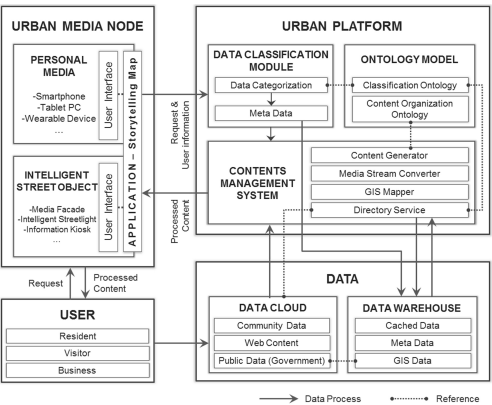 URBAN MEDIA NODE
PERSONAL
MEDIA
-Smartphone
-Tablet PC
-Wearable Device
...
User Interface
INTELLIGENT
STREET OBJECT
-Media Facade
-Intelligent Streetlight
-Information Kiosk
...
User Interface
APPLICATION – Storytelling Map
Request &
User information
Processed
Content
URBAN PLATFORM
DATA CLASSIFICATION
MODULE
Data Categorization
Meta Data
ONTOLOGY MODEL
Classification Ontology
Content Organization
Ontology
CONTENTS
MANAGEMENT
SYSTEM
Content Generator
Media Stream Converter
GIS Mapper
Directory Service
Request
Processed
Content
USER
Resident
Visitor
Business
DATA
DATA CLOUD
Community Data
Web Content
Public Data (Government)
DATA WAREHOUSE
Cached Data
Meta Data
GIS Data
Data Process
Reference